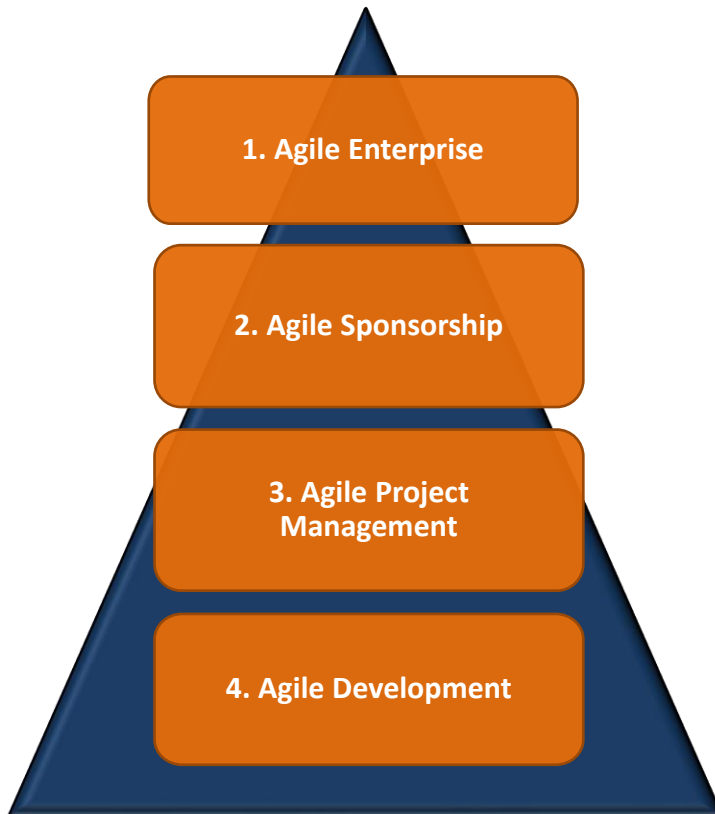 1. Agile Enterprise
2. Agile Sponsorship
3. Agile Project
Management
4. Agile Development